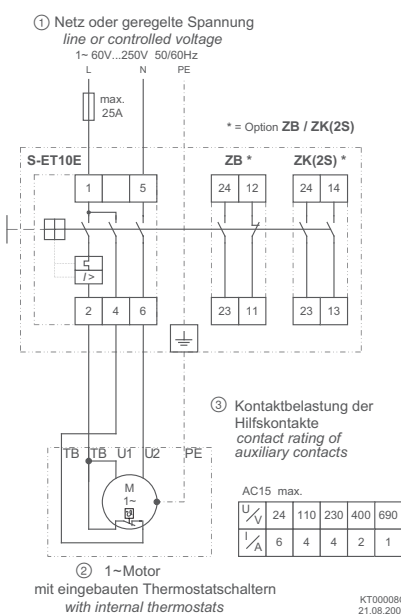 ① Netz oder geregelte Spannung
line or controlled voltage
1~ 60V...250V 50/60Hz
L N PE
max.
25A
* = Option ZB / ZK(2S)
S-ET10E ZB * ZK(2S) *
1 5 24 12 24 14
I >
2 4 6 23 11 23 13
③ Kontaktbelastung der
Hilfskontakte
contact rating of
auxiliary contacts
TB TB U1 U2 PE
M
1~
AC15 max.
U/V 24 110 230 400 690
I/A 6 4 4 2 1
② 1~Motor
mit eingebauten Thermostatschaltern
with internal thermostats